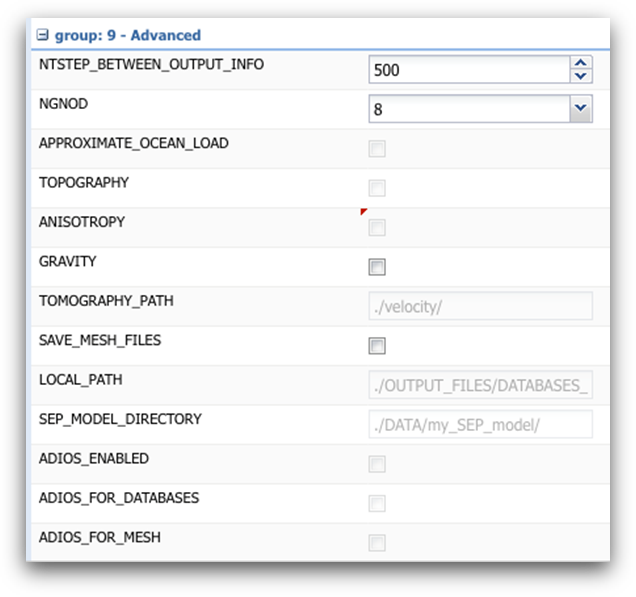 group: 9 - Advanced
NTSTEP_BETWEEN_OUTPUT_INFO 500
NGNOD 8
APPROXIMATE_OCEAN_LOAD
TOPOGRAPHY
ANISOTROPY
GRAVITY
TOMOGRAPHY_PATH ./velocity/
SAVE_MESH_FILES
LOCAL_PATH ./OUTPUT_FILES/DATABASES_
SEP_MODEL_DIRECTORY ./DATA/my_SEP_model/
ADIOS_ENABLED
ADIOS_FOR_DATABASES
ADIOS_FOR_MESH